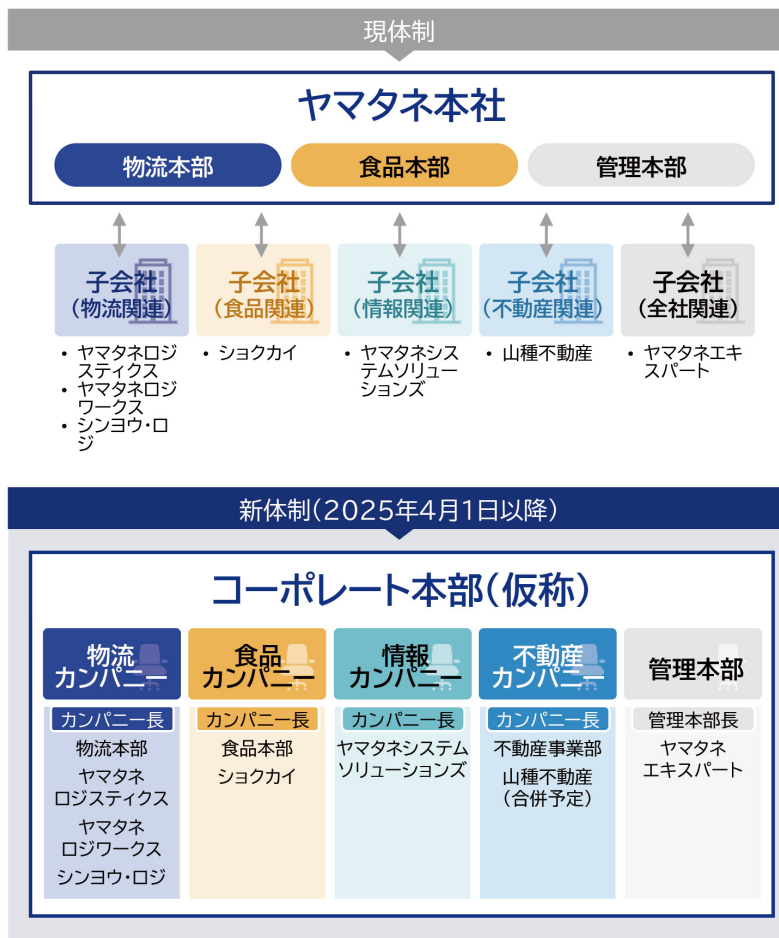 現体制
ヤマタネ本社
物流本部
食品本部
管理本部
子会社
(物流関連)
子会社
(食品関連)
子会社
(情報関連)
子会社
(不動産関連)
子会社
(全社関連)
• ヤマタネロジ
スティクス
• ヤマタネロジ
ワークス
• シンヨウ・ロ
ジ
• ショクカイ
• ヤマタネシス
テムソリュー
ションズ
• 山種不動産
• ヤマタネエキ
スパート
新体制(2025年4月1日以降)
コーポレート本部(仮称)
物流
カンパニー
カンパニー長
物流本部
ヤマタネ
ロジスティクス
ヤマタネ
ロジワークス
シンヨウ・ロジ
食品
カンパニー
カンパニー長
食品本部
ショクカイ
情報
カンパニー
カンパニー長
ヤマタネシステム
ソリューションズ
不動産
カンパニー
カンパニー長
不動産事業部
山種不動産
(合併予定)
管理本部
管理本部長
ヤマタネ
エキスパート